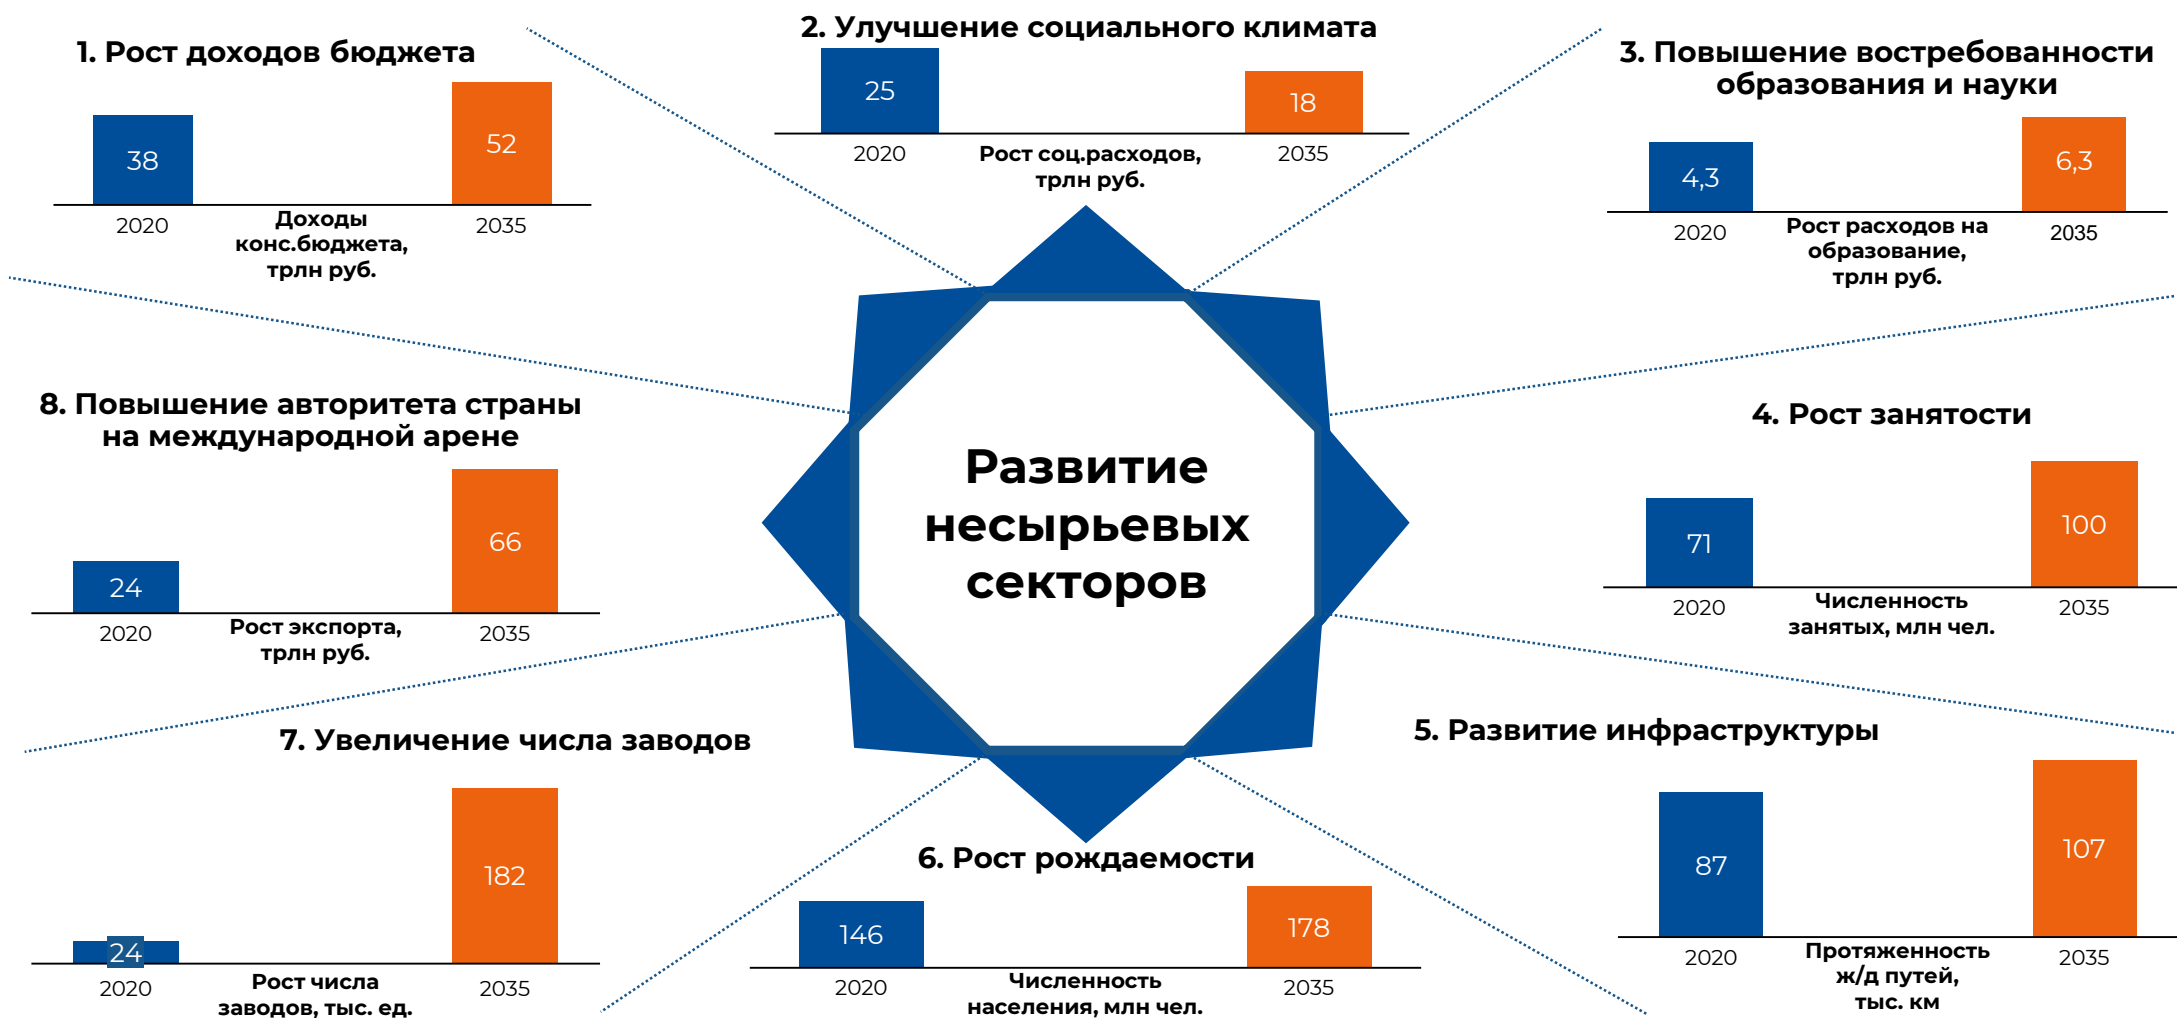 1. Рост доходов бюджета
38
52
2020
2035
Доходы
конс.бюджета,
трлн руб.
2. Улучшение социального климата
25
18
2020
2035
Рост соц.расходов,
трлн руб.
3. Повышение востребованности
образования и науки
4,3
6,3
2020
2035
Рост расходов на
образование,
трлн руб.
8. Повышение авторитета страны
на международной арене
24
66
2020
2035
Рост экспорта,
трлн руб.
Развитие
несырьевых
секторов
4. Рост занятости
71
100
2020
2035
Численность
занятых, млн чел.
7. Увеличение числа заводов
24
182
2020
2035
Рост числа
заводов, тыс. ед.
6. Рост рождаемости
146
178
2020
2035
Численность
населения, млн чел.
5. Развитие инфраструктуры
87
107
2020
2035
Протяженность
ж/д путей,
тыс. км